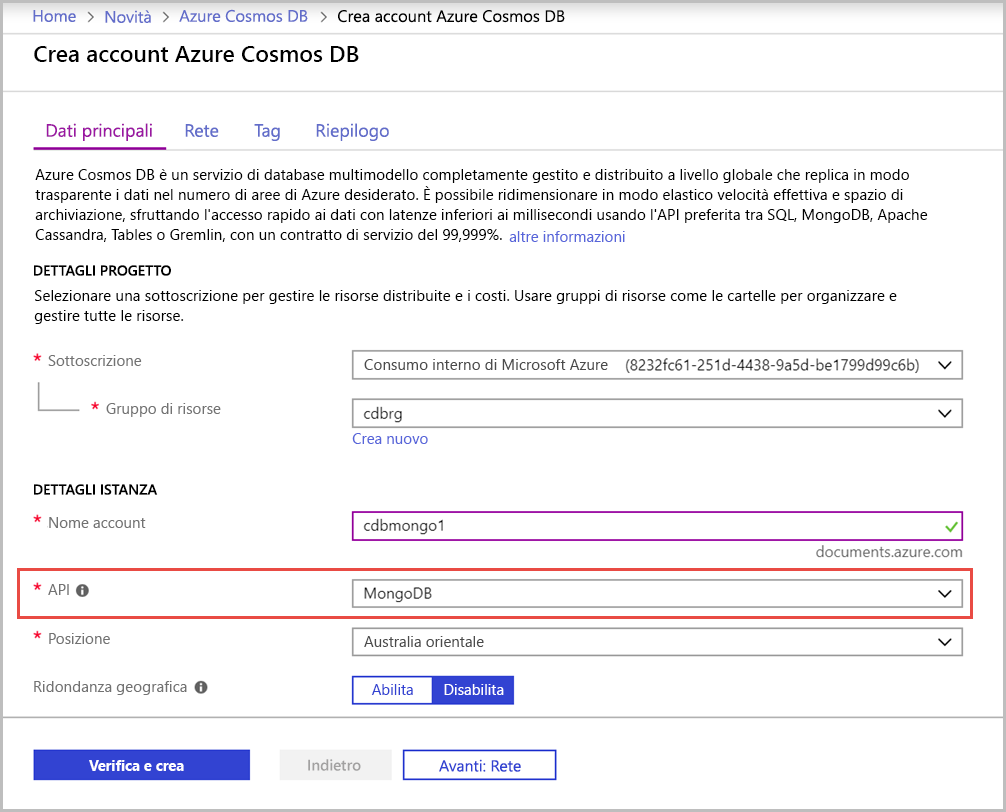 Home > Novità > Azure Cosmos DB > Crea account Azure Cosmos DB
Crea account Azure Cosmos DB
Dati principali Rete Tag Riepilogo
Azure Cosmos DB è un servizio di database multimodello completamente gestito e distribuito a livello globale che replica in modo
trasparente i dati nel numero di aree di Azure desiderato. È possibile ridimensionare in modo elastico velocità effettiva e spazio di
archiviazione, sfruttando l'accesso rapido ai dati con latenze inferiori ai millisecondi usando l'API preferita tra SQL, MongoDB, Apache
Cassandra, Tables o Gremlin, con un contratto di servizio del 99,999%. altre informazioni
DETTAGLI PROGETTO
Selezionare una sottoscrizione per gestire le risorse distribuite e i costi. Usare gruppi di risorse come le cartelle per organizzare e
gestire tutte le risorse.
* Sottoscrizione Consumo interno di Microsoft Azure (8232fc61-251d-4438-9a5d-be1799d99c6b)
* Gruppo di risorse cdbrg
Crea nuovo
DETTAGLI ISTANZA
* Nome account cdbmongo1
documents.azure.com
* API MongoDB
* Posizione Australia orientale
Ridondanza geografica Abilita Disabilita
Verifica e crea Indietro Avanti: Rete